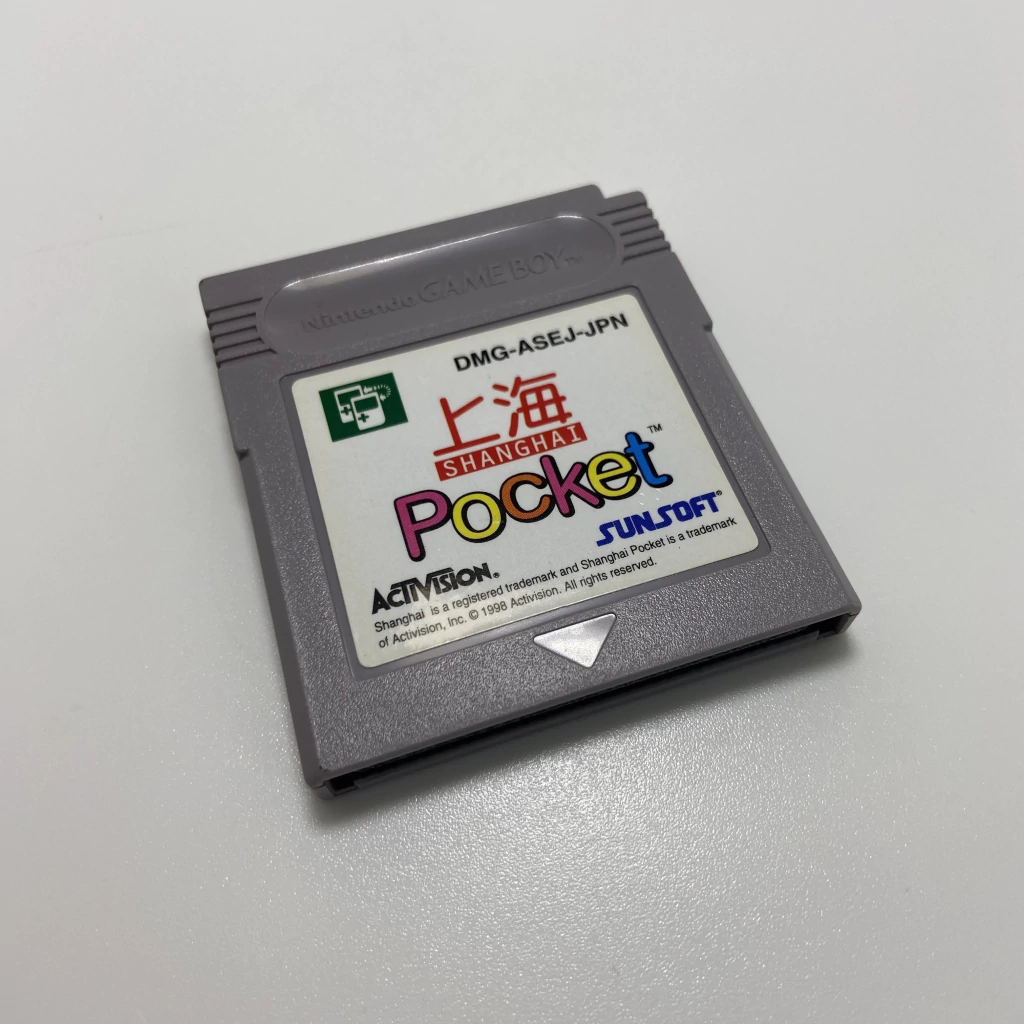 Nintendo GAME BOY™
DMG-ASEJ-JPN
上海
SHANGHAI
Pocket™
SUNSOFT®
ACTIVISION®
Shanghai is a registered trademark and Shanghai Pocket is a trademark
of Activision, Inc. © 1998 Activision. All rights reserved.